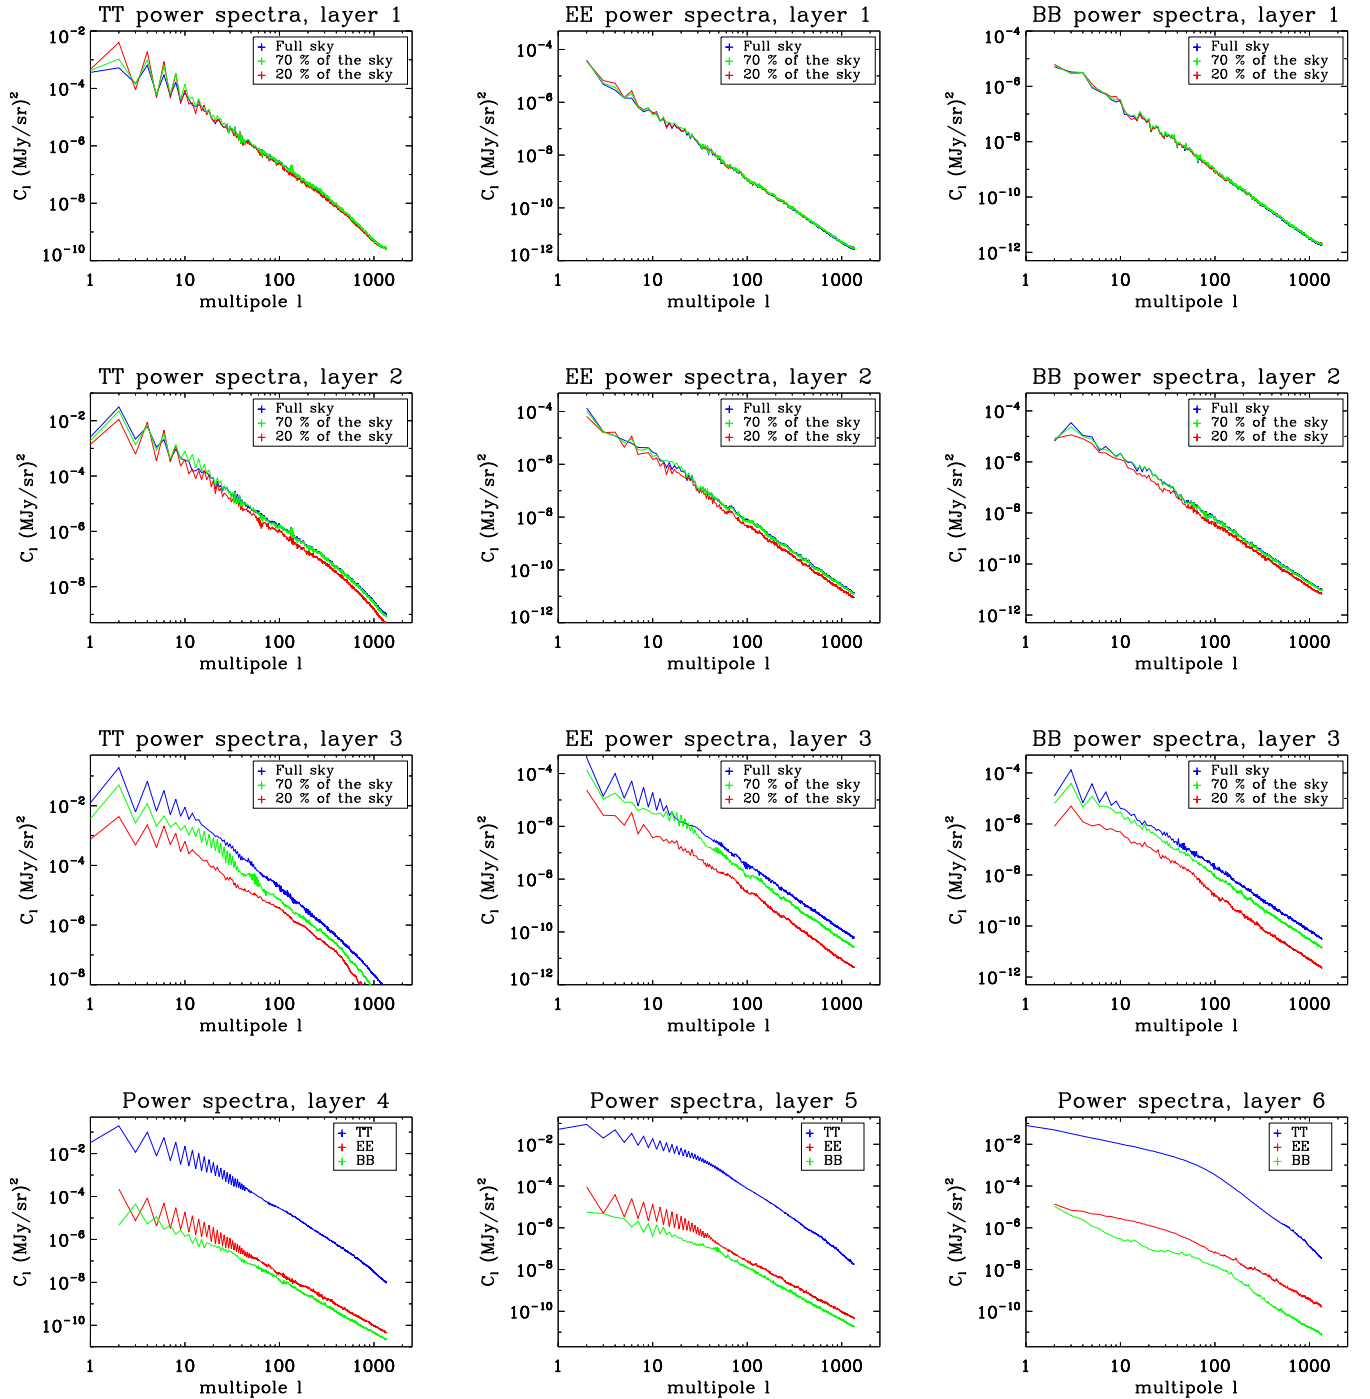 TT power spectra, layer 1
C_l (MJy/sr)^2
10^-2
10^-4
10^-6
10^-8
10^-10
+ Full sky
+ 70 % of the sky
+ 20 % of the sky
1 10 100 1000
multipole l
EE power spectra, layer 1
C_l (MJy/sr)^2
10^-4
10^-6
10^-8
10^-10
10^-12
+ Full sky
+ 70 % of the sky
+ 20 % of the sky
1 10 100 1000
multipole l
BB power spectra, layer 1
C_l (MJy/sr)^2
10^-4
10^-6
10^-8
10^-10
10^-12
+ Full sky
+ 70 % of the sky
+ 20 % of the sky
1 10 100 1000
multipole l
TT power spectra, layer 2
C_l (MJy/sr)^2
10^-2
10^-4
10^-6
10^-8
+ Full sky
+ 70 % of the sky
+ 20 % of the sky
1 10 100 1000
multipole l
EE power spectra, layer 2
C_l (MJy/sr)^2
10^-4
10^-6
10^-8
10^-10
10^-12
+ Full sky
+ 70 % of the sky
+ 20 % of the sky
1 10 100 1000
multipole l
BB power spectra, layer 2
C_l (MJy/sr)^2
10^-4
10^-6
10^-8
10^-10
10^-12
+ Full sky
+ 70 % of the sky
+ 20 % of the sky
1 10 100 1000
multipole l
TT power spectra, layer 3
C_l (MJy/sr)^2
10^-2
10^-4
10^-6
10^-8
+ Full sky
+ 70 % of the sky
+ 20 % of the sky
1 10 100 1000
multipole l
EE power spectra, layer 3
C_l (MJy/sr)^2
10^-4
10^-6
10^-8
10^-10
10^-12
+ Full sky
+ 70 % of the sky
+ 20 % of the sky
1 10 100 1000
multipole l
BB power spectra, layer 3
C_l (MJy/sr)^2
10^-4
10^-6
10^-8
10^-10
10^-12
+ Full sky
+ 70 % of the sky
+ 20 % of the sky
1 10 100 1000
multipole l
Power spectra, layer 4
C_l (MJy/sr)^2
10^-2
10^-4
10^-6
10^-8
10^-10
+ TT
+ EE
+ BB
1 10 100 1000
multipole l
Power spectra, layer 5
C_l (MJy/sr)^2
10^-2
10^-4
10^-6
10^-8
10^-10
+ TT
+ EE
+ BB
1 10 100 1000
multipole l
Power spectra, layer 6
C_l (MJy/sr)^2
10^-2
10^-4
10^-6
10^-8
10^-10
+ TT
+ EE
+ BB
1 10 100 1000
multipole l